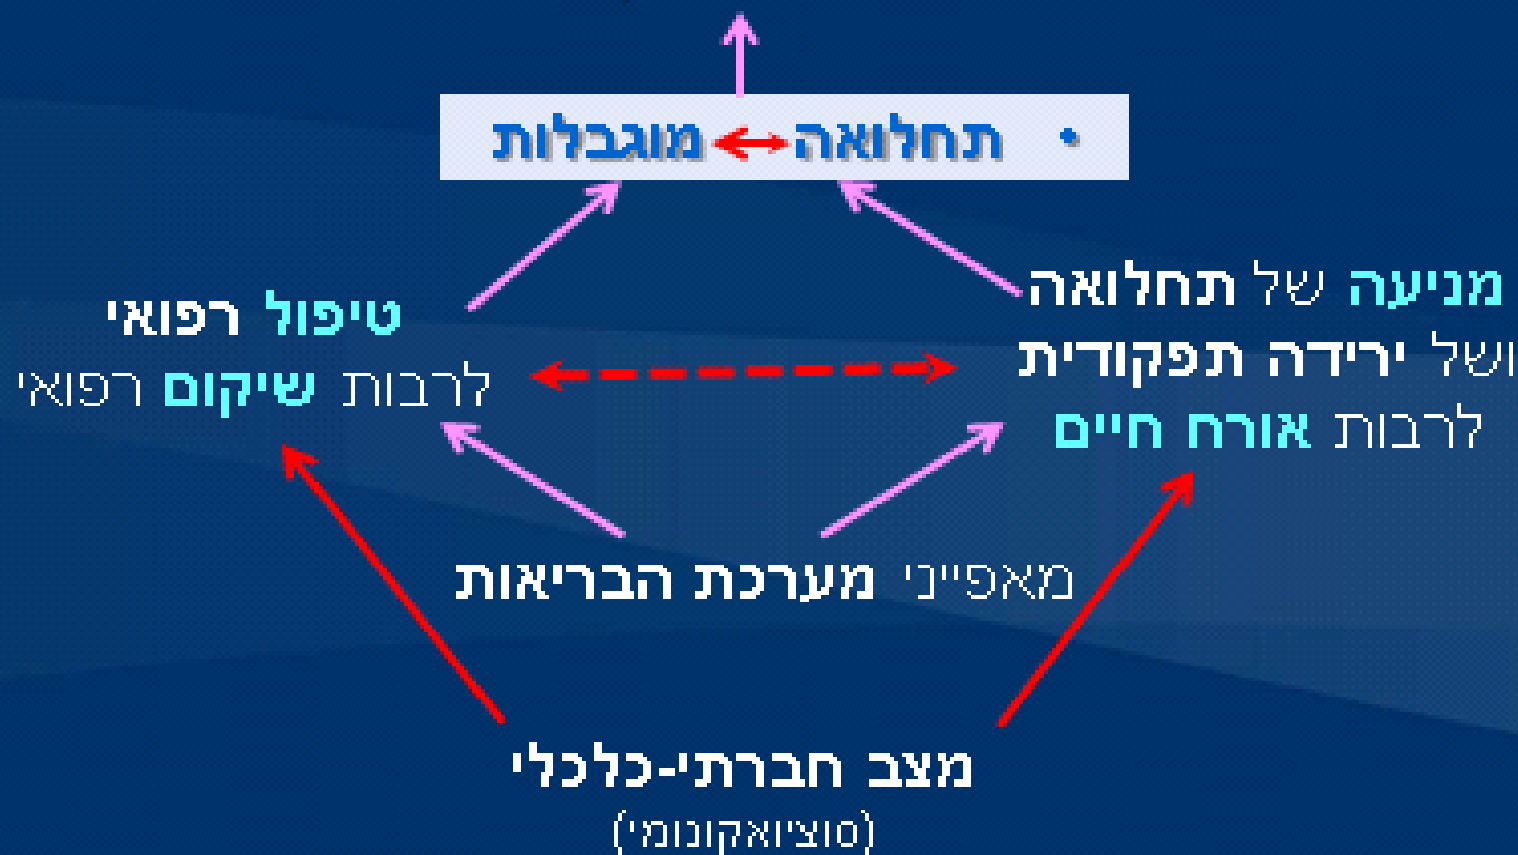 • תחלואה מוגבלות
מניעה של תחלואה
ושל ירידה תפקודית
לרבות אורח חיים
טיפול רפואי
לרבות שיקום רפואי
מאפייני מערכת הבריאות
מצב חברתי-כלכלי
(סוציואקונומי)